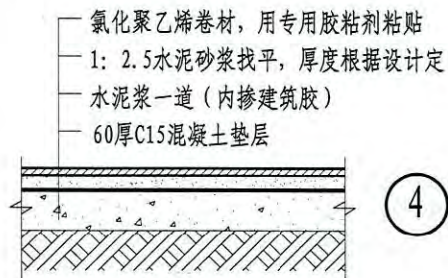 氯化聚乙烯卷材，用专用胶粘剂粘贴
1：2.5水泥砂浆找平，厚度根据设计定
水泥浆一道（内掺建筑胶）
60厚C15混凝土垫层
4